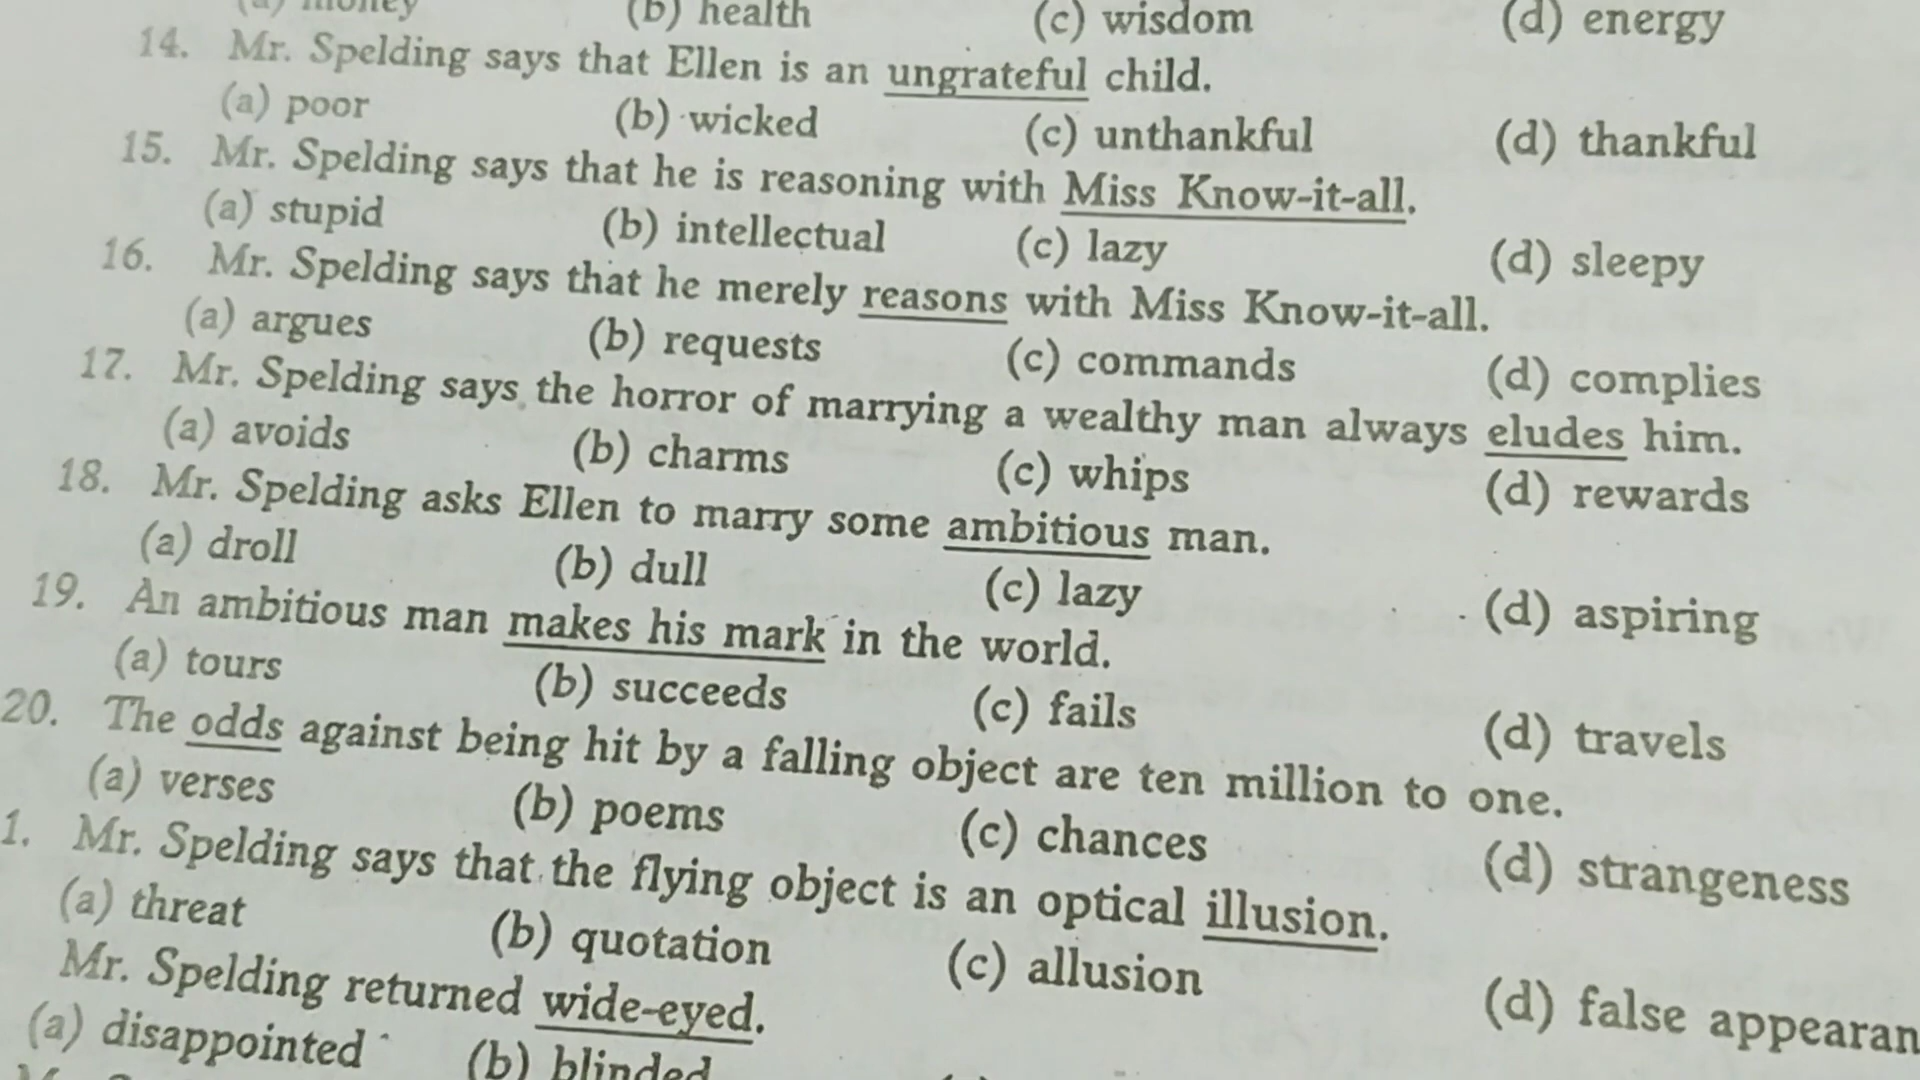 (a) money (b) health (c) wisdom (d) energy
14. Mr. Spelding says that Ellen is an ungrateful child.
(a) poor (b) wicked (c) unthankful (d) thankful
15. Mr. Spelding says that he is reasoning with Miss Know-it-all.
(a) stupid (b) intellectual (c) lazy (d) sleepy
16. Mr. Spelding says that he merely reasons with Miss Know-it-all.
(a) argues (b) requests (c) commands (d) complies
17. Mr. Spelding says the horror of marrying a wealthy man always eludes him.
(a) avoids (b) charms (c) whips (d) rewards
18. Mr. Spelding asks Ellen to marry some ambitious man.
(a) droll (b) dull (c) lazy (d) aspiring
19. An ambitious man makes his mark in the world.
(a) tours (b) succeeds (c) fails (d) travels
20. The odds against being hit by a falling object are ten million to one.
(a) verses (b) poems (c) chances (d) strangeness
1. Mr. Spelding says that the flying object is an optical illusion.
(a) threat (b) quotation (c) allusion (d) false appearan
Mr. Spelding returned wide-eyed.
(a) disappointed (b) blinded